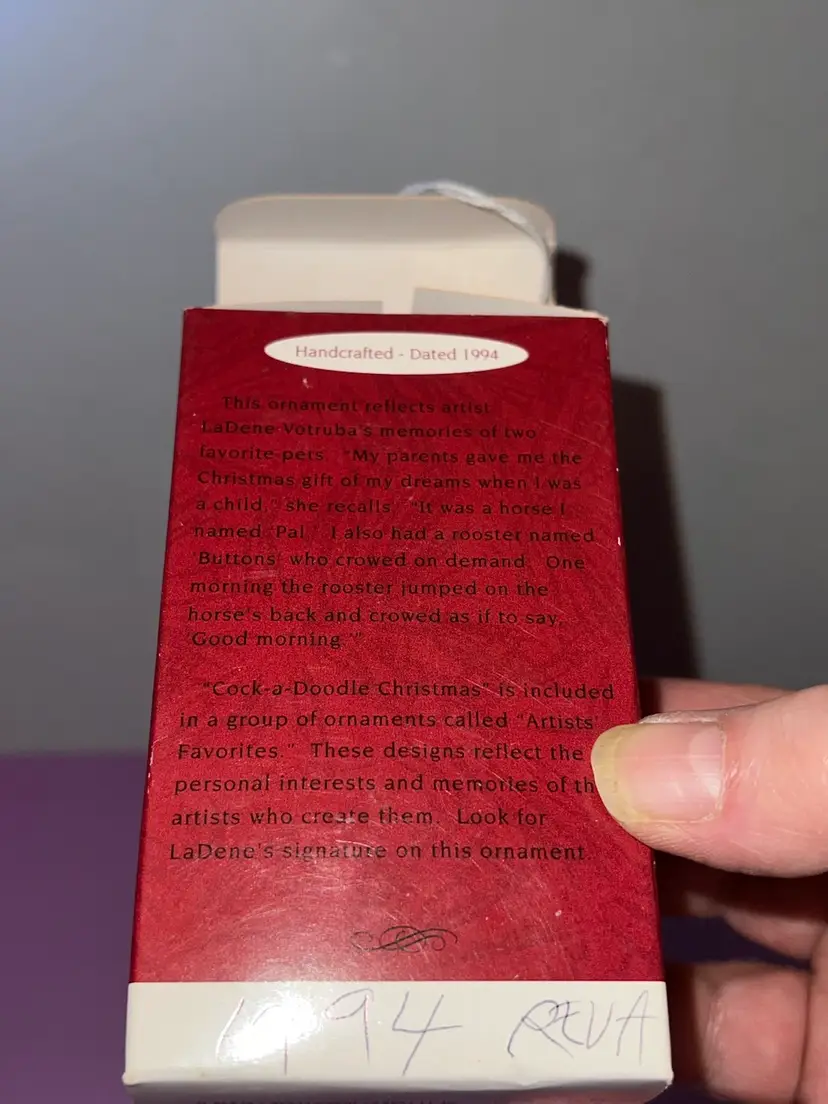 Handcrafted - Dated 1994
This ornament reflects artist
LaDene Votruba's memories of two
favorite pets. "My parents gave me the
Christmas gift of my dreams when I was
a child," she recalls. "It was a horse I
named 'Pal.' I also had a rooster named
'Buttons' who crowed on demand. One
morning the rooster jumped on the
horse's back and crowed as if to say,
'Good morning.'"
"Cock-a-Doodle Christmas" is included
in a group of ornaments called "Artists'
Favorites." These designs reflect the
personal interests and memories of th
artists who create them. Look for
LaDene's signature on this ornament.
1994 REVA